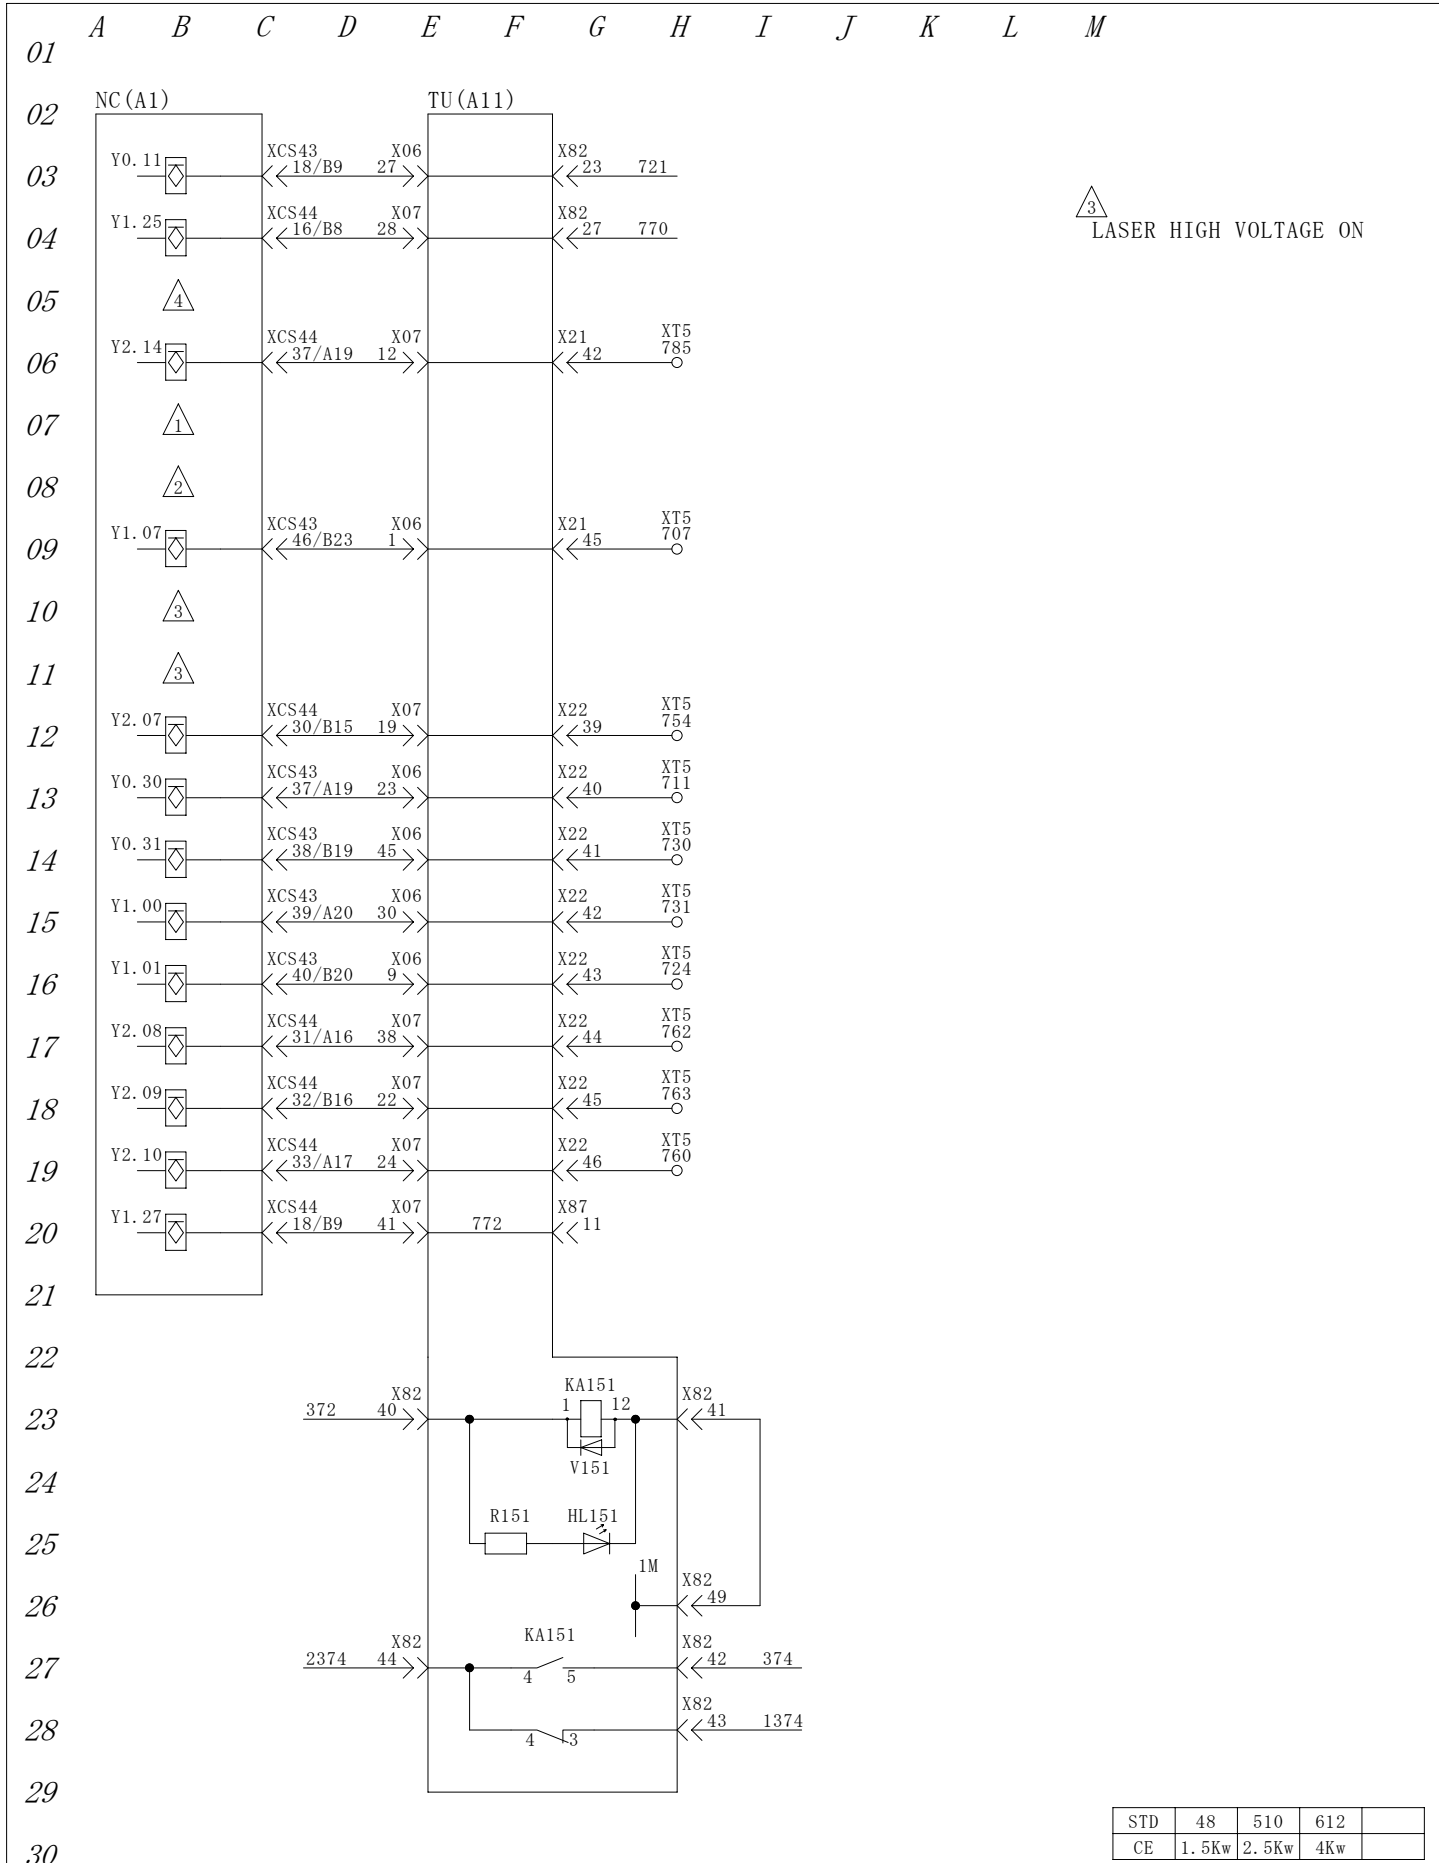 A B C D E F G H I J K L M
01
02 NC(A1) TU(A11)
Y0.11 XCS43 X06 X82
03 18/B9 27 23 721
3
Y1.25 XCS44 X07 X82
04 16/B8 28 27 770 LASER HIGH VOLTAGE ON
05 4
Y2.14 XCS44 X07 X21 XT5
06 37/A19 12 42 785
07 1
08 2
Y1.07 XCS43 X06 X21 XT5
09 46/B23 1 45 707
10 3
11 3
Y2.07 XCS44 X07 X22 XT5
12 30/B15 19 39 754
Y0.30 XCS43 X06 X22 XT5
13 37/A19 23 40 711
Y0.31 XCS43 X06 X22 XT5
14 38/B19 45 41 730
Y1.00 XCS43 X06 X22 XT5
15 39/A20 30 42 731
Y1.01 XCS43 X06 X22 XT5
16 40/B20 9 43 724
Y2.08 XCS44 X07 X22 XT5
17 31/A16 38 44 762
Y2.09 XCS44 X07 X22 XT5
18 32/B16 22 45 763
Y2.10 XCS44 X07 X22 XT5
19 33/A17 24 46 760
Y1.27 XCS44 X07 X87
20 18/B9 41 772 11
21
22
X82 KA151 X82
23 372 40 1 12 41
V151
24
R151 HL151
25
1M X82
26 49
X82 KA151 X82
27 2374 44 4 5 42 374
X82
28 4 3 43 1374
29
STD 48 510 612
30 CE 1.5Kw 2.5Kw 4Kw